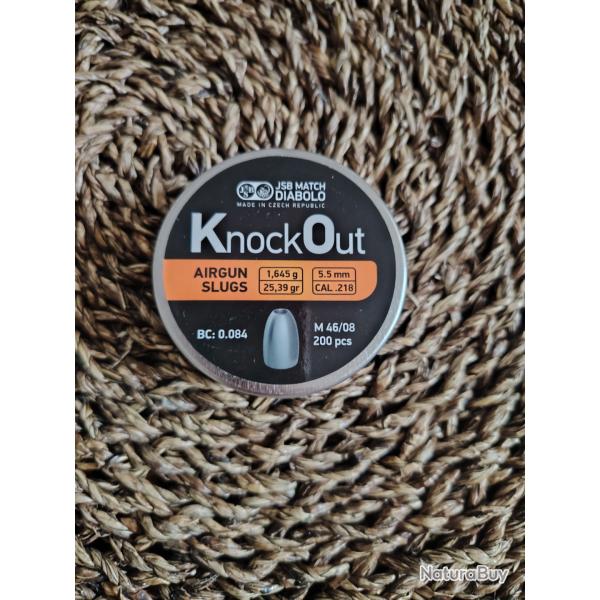 JSB MATCH
DIABOLO
MADE IN CZECH REPUBLIC
KnockOut
AIRGUN 1,645 g 5.5 mm
SLUGS 25,39 gr CAL .218
BC: 0.084 M 46/08
200 pcs
NaturaBuy